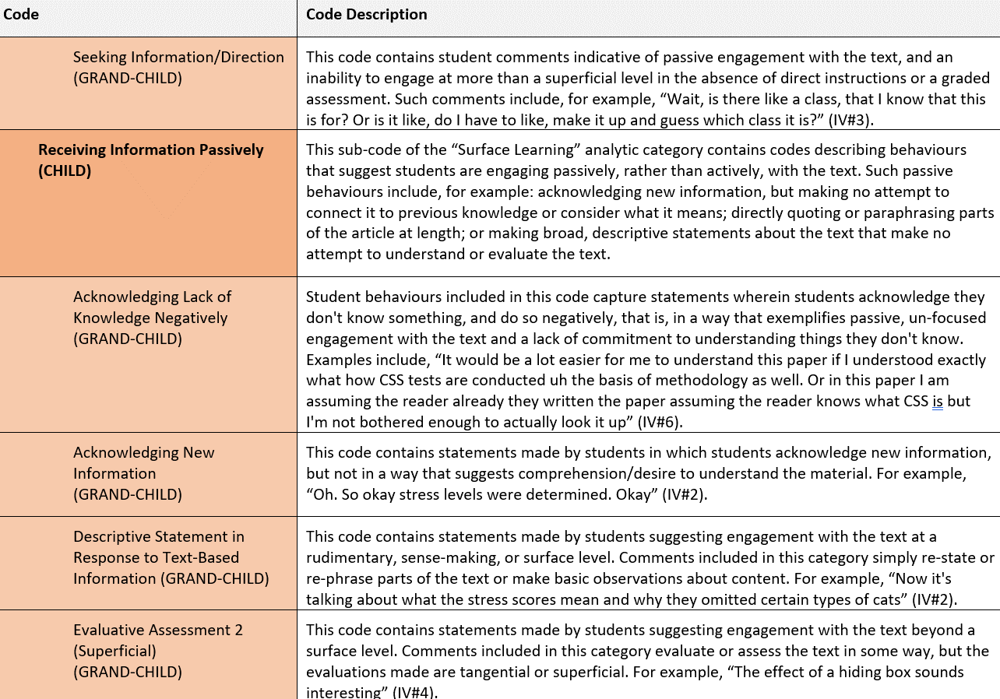 Code
Code Description
Seeking Information/Direction
(GRAND-CHILD)
This code contains student comments indicative of passive engagement with the text, and an
inability to engage at more than a superficial level in the absence of direct instructions or a graded
assessment. Such comments include, for example, “Wait, is there like a class, that I know that this
is for? Or is it like, do I have to like, make it up and guess which class it is?” (IV#3).
Receiving Information Passively
(CHILD)
This sub-code of the “Surface Learning” analytic category contains codes describing behaviours
that suggest students are engaging passively, rather than actively, with the text. Such passive
behaviours include, for example: acknowledging new information, but making no attempt to
connect it to previous knowledge or consider what it means; directly quoting or paraphrasing parts
of the article at length; or making broad, descriptive statements about the text that make no
attempt to understand or evaluate the text.
Acknowledging Lack of
Knowledge Negatively
(GRAND-CHILD)
Student behaviours included in this code capture statements wherein students acknowledge they
don't know something, and do so negatively, that is, in a way that exemplifies passive, un-focused
engagement with the text and a lack of commitment to understanding things they don't know.
Examples include, “It would be a lot easier for me to understand this paper if I understood exactly
what how CSS tests are conducted uh the basis of methodology as well. Or in this paper I am
assuming the reader already they written the paper assuming the reader knows what CSS is but
I'm not bothered enough to actually look it up” (IV#6).
Acknowledging New
Information
(GRAND-CHILD)
This code contains statements made by students in which students acknowledge new information,
but not in a way that suggests comprehension/desire to understand the material. For example,
“Oh. So okay stress levels were determined. Okay” (IV#2).
Descriptive Statement in
Response to Text-Based
Information (GRAND-CHILD)
This code contains statements made by students suggesting engagement with the text at a
rudimentary, sense-making, or surface level. Comments included in this category simply re-state or
re-phrase parts of the text or make basic observations about content. For example, “Now it's
talking about what the stress scores mean and why they omitted certain types of cats” (IV#2).
Evaluative Assessment 2
(Superficial)
(GRAND-CHILD)
This code contains statements made by students suggesting engagement with the text beyond a
surface level. Comments included in this category evaluate or assess the text in some way, but the
evaluations made are tangential or superficial. For example, “The effect of a hiding box sounds
interesting” (IV#4).